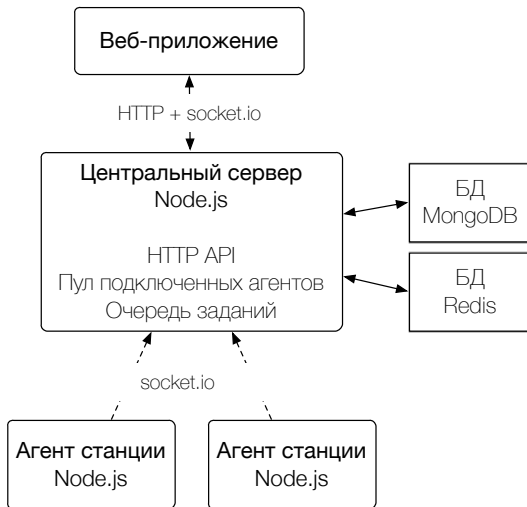 Веб-приложение
HTTP + socket.io
Центральный сервер
Node.js
HTTP API
Пул подключенных агентов
Очередь заданий
БД
MongoDB
БД
Redis
socket.io
Агент станции
Node.js
Агент станции
Node.js